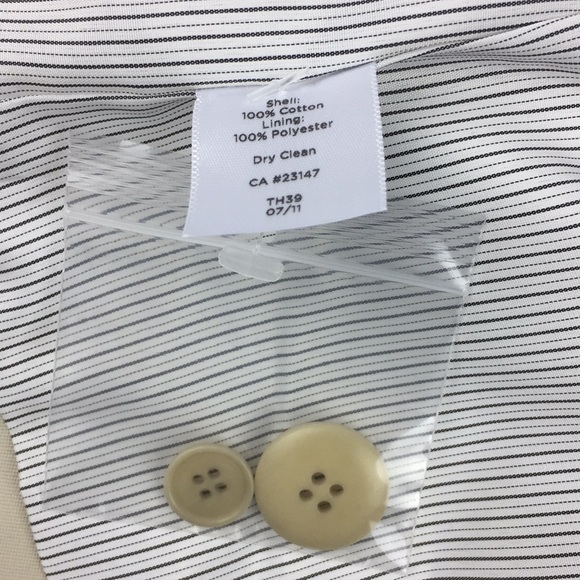 Shell:
100% Cotton
Lining:
100% Polyester
Dry Clean
CA #23147
TH39
07/11